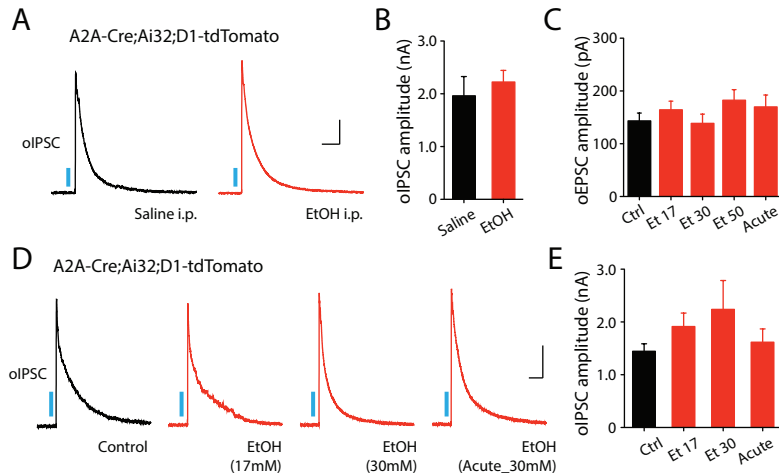 A
A2A-Cre;Ai32;D1-tdTomato
oIPSC
Saline i.p.
EtOH i.p.
B
oIPSC amplitude (nA)
3.0
2.0
1.0
0
Saline
EtOH
C
oEPSC amplitude (pA)
300
200
100
0
Ctrl
Et 17
Et 30
Et 50
Acute
D
A2A-Cre;Ai32;D1-tdTomato
oIPSC
Control
EtOH
(17mM)
EtOH
(30mM)
EtOH
(Acute_30mM)
E
oIPSC amplitude (nA)
3.0
2.0
1.0
0
Ctrl
Et 17
Et 30
Acute